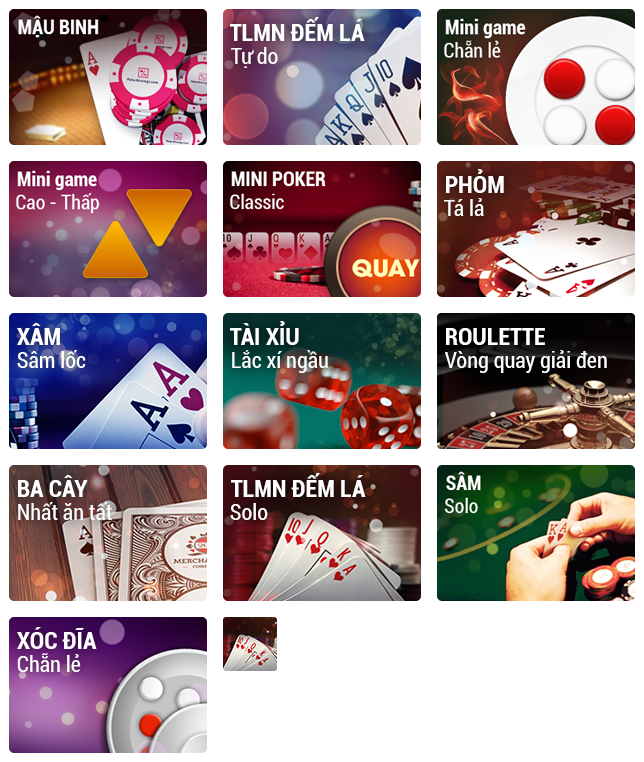 MẬU BINH
TLMN ĐẾM LÁ
Tự do
Mini game
Chẵn lẻ
Mini game
Cao - Thấp
MINI POKER
Classic
QUAY
PHỎM
Tá lả
XÂM
Sâm lốc
TÀI XỈU
Lắc xí ngầu
ROULETTE
Vòng quay giải đen
BA CÂY
Nhất ăn tất
TLMN ĐẾM LÁ
Solo
SÂM
Solo
XÓC ĐĨA
Chẵn lẻ